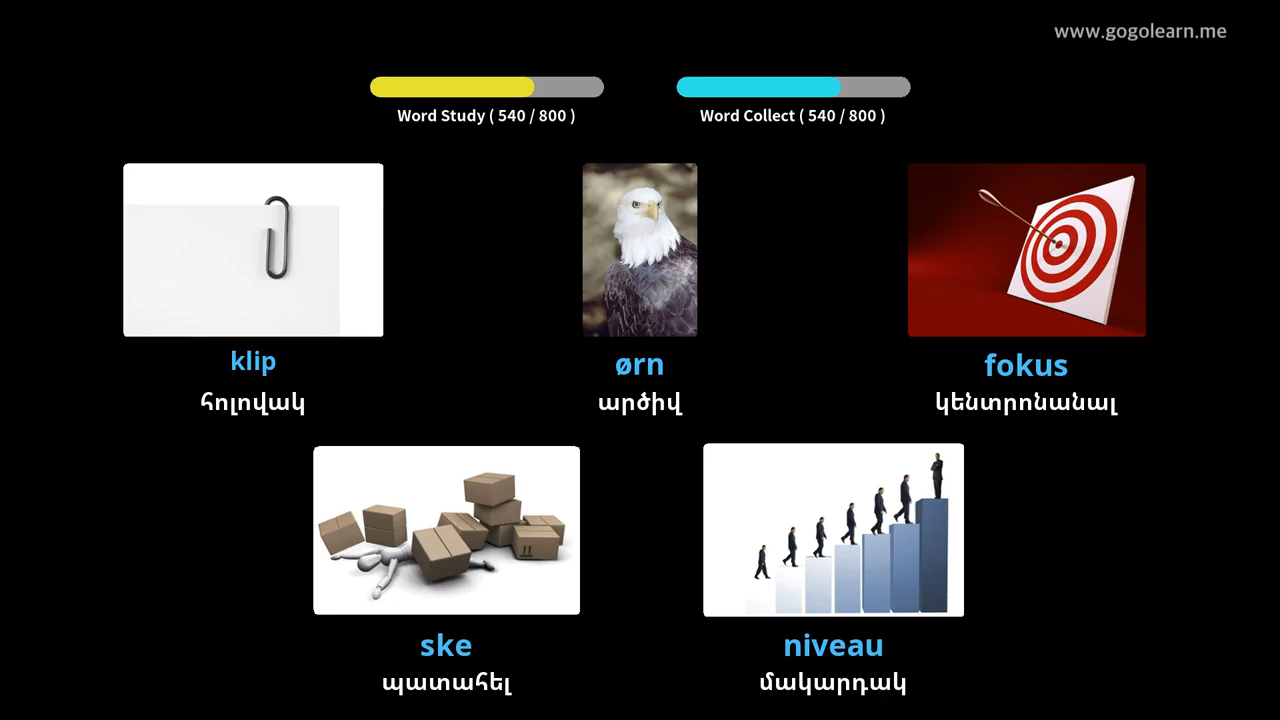 www.gogolearn.me
Word Study ( 540 / 800 )
Word Collect ( 540 / 800 )
klip
հոլովակ
ørn
արծիվ
fokus
կենտրոնանալ
ske
պատահել
niveau
մակարդակ